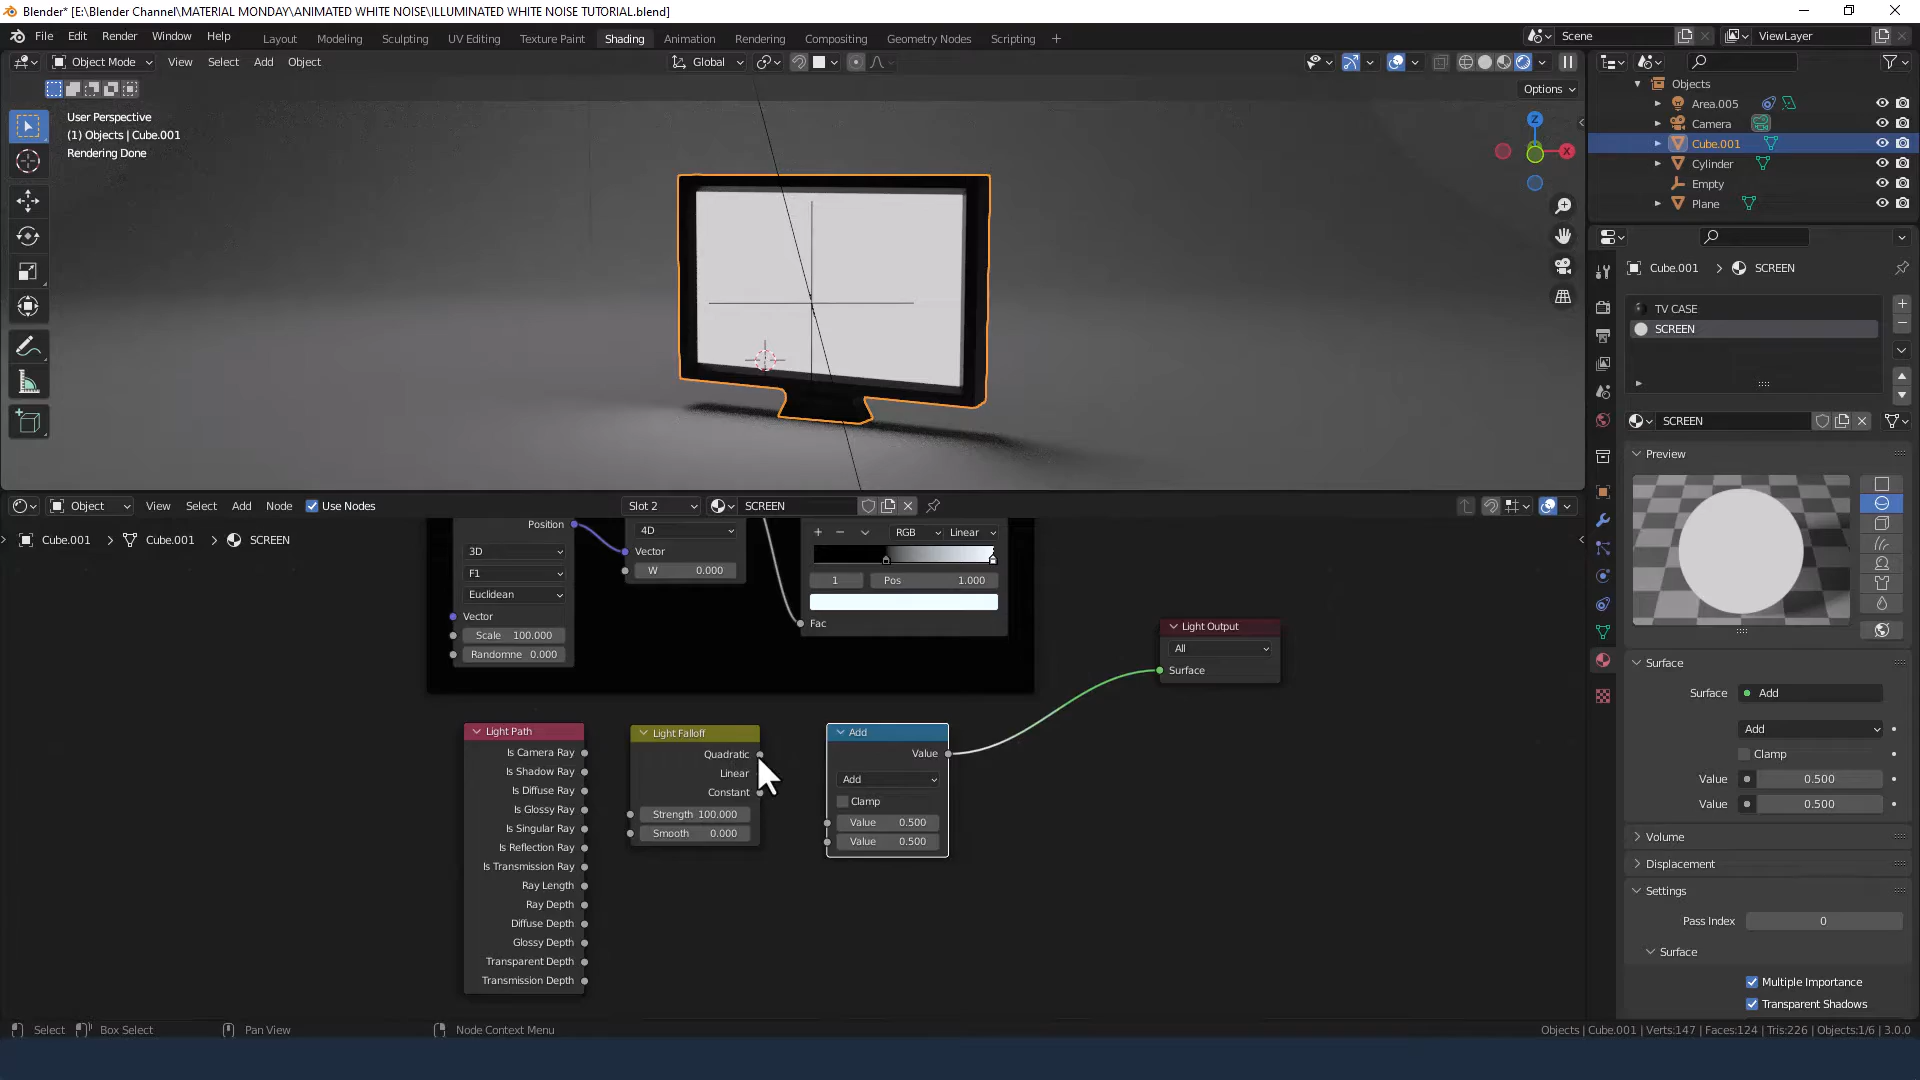 Blender* [E:\Blender Channel\MATERIAL MONDAY\ANIMATED WHITE NOISE\ILLUMINATED WHITE NOISE TUTORIAL.blend]
File Edit Render Window Help
Layout Modeling Sculpting UV Editing Texture Paint Shading Animation Rendering Compositing Geometry Nodes Scripting +
Scene
ViewLayer
Object Mode View Select Add Object
Global
Options
User Perspective
(1) Objects | Cube.001
Rendering Done
Z
X
Objects
Area.005
Camera
Cube.001
Cylinder
Empty
Plane
Cube.001 > SCREEN
TV CASE
SCREEN
SCREEN
Preview
Surface
Surface Add
Add
Clamp
Value 0.500
Value 0.500
Volume
Displacement
Settings
Pass Index 0
Surface
Multiple Importance
Transparent Shadows
Object View Select Add Node Use Nodes
Slot 2
SCREEN
Cube.001 > Cube.001 > SCREEN
Position
3D
F1
Euclidean
Vector
Scale 100.000
Randomne 0.000
4D
Vector
W 0.000
RGB Linear
1 Pos 1.000
Fac
Light Output
All
Surface
Light Path
Is Camera Ray
Is Shadow Ray
Is Diffuse Ray
Is Glossy Ray
Is Singular Ray
Is Reflection Ray
Is Transmission Ray
Ray Length
Ray Depth
Diffuse Depth
Glossy Depth
Transparent Depth
Transmission Depth
Light Falloff
Quadratic
Linear
Constant
Strength 100.000
Smooth 0.000
Add
Value
Add
Clamp
Value 0.500
Value 0.500
Select Box Select Pan View Node Context Menu
Objects | Cube.001 | Verts:147 | Faces:124 | Tris:226 | Objects:1/6 | 3.0.0